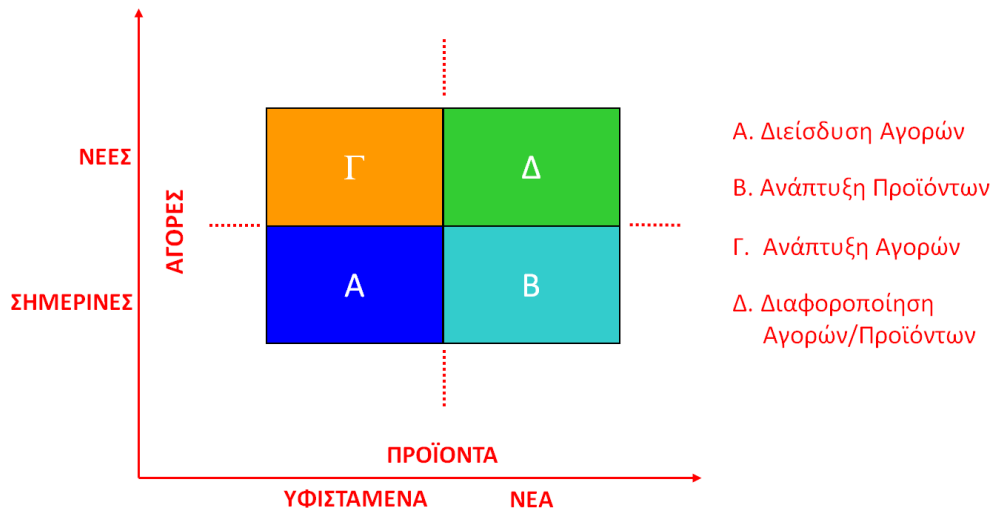 ΝΕΕΣ
ΑΓΟΡΕΣ
ΣΗΜΕΡΙΝΕΣ
Γ
Δ
Α
Β
ΠΡΟΪΟΝΤΑ
ΥΦΙΣΤΑΜΕΝΑ
ΝΕΑ
Α. Διείσδυση Αγορών
Β. Ανάπτυξη Προϊόντων
Γ. Ανάπτυξη Αγορών
Δ. Διαφοροποίηση
Αγορών/Προϊόντων